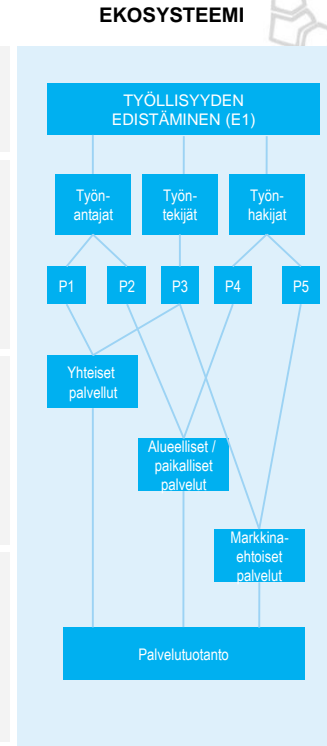 EKOSYSTEEMI
TYÖLLISYYDEN
EDISTÄMINEN (E1)
Työn-
antajat
Työn-
tekijät
Työn-
hakijat
P1
P2
P3
P4
P5
Yhteiset
palvellut
Alueelliset /
paikalliset
palvelut
Markkina-
ehtoiset
palvelut
Palvelutuotanto